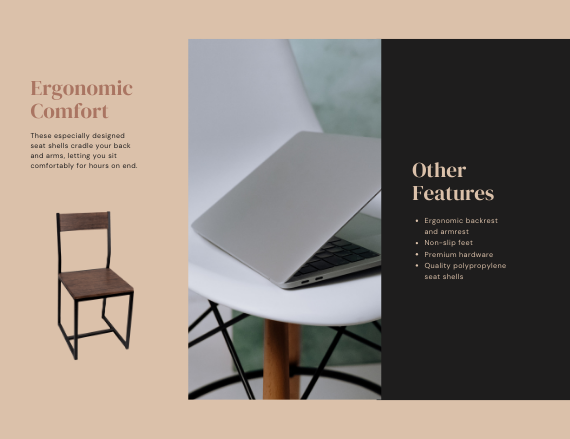 Ergonomic
Comfort
These especially designed
seat shells cradle your back
and arms, letting you sit
comfortably for hours on end.
Other
Features
• Ergonomic backrest
and armrest
• Non-slip feet
• Premium hardware
• Quality polypropylene
seat shells